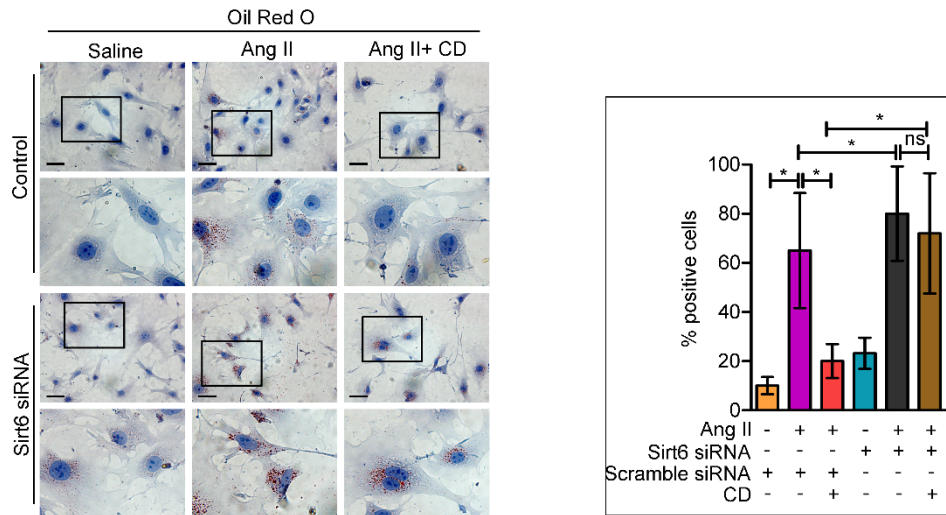 Oil Red O
Saline Ang II Ang II+ CD
Control
Sirt6 siRNA
* ns
*
* *
% positive cells
100
80
60
40
20
0
Ang II - + + - + +
Sirt6 siRNA - - - + + +
Scramble siRNA + + + - - -
CD - - + - - +